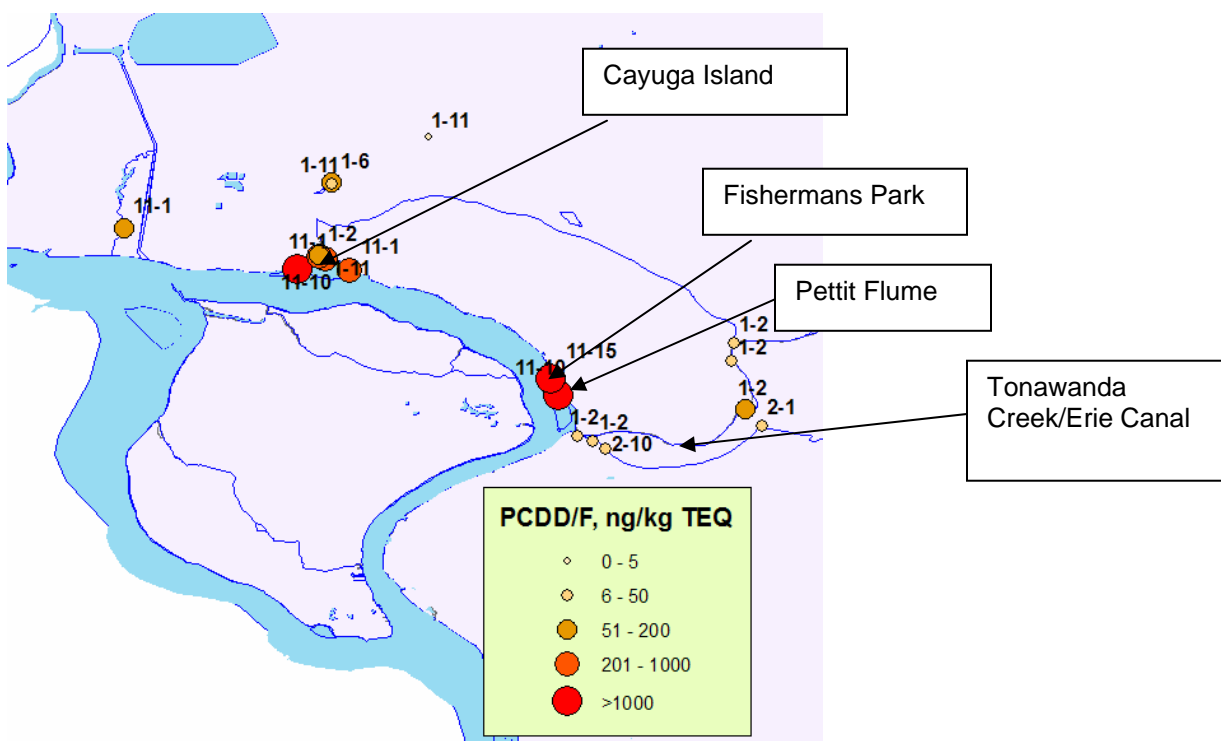 Cayuga Island
1-11
1-11 1-6
Fishermans Park
11-1
1-2
11-1
11-1
1-11
11-10
Pettit Flume
1-2
1-2
11-15
11-10
Tonawanda
Creek/Erie Canal
1-2
2-1
1-2
1-2
2-10
PCDD/F, ng/kg TEQ
0 - 5
6 - 50
51 - 200
201 - 1000
>1000